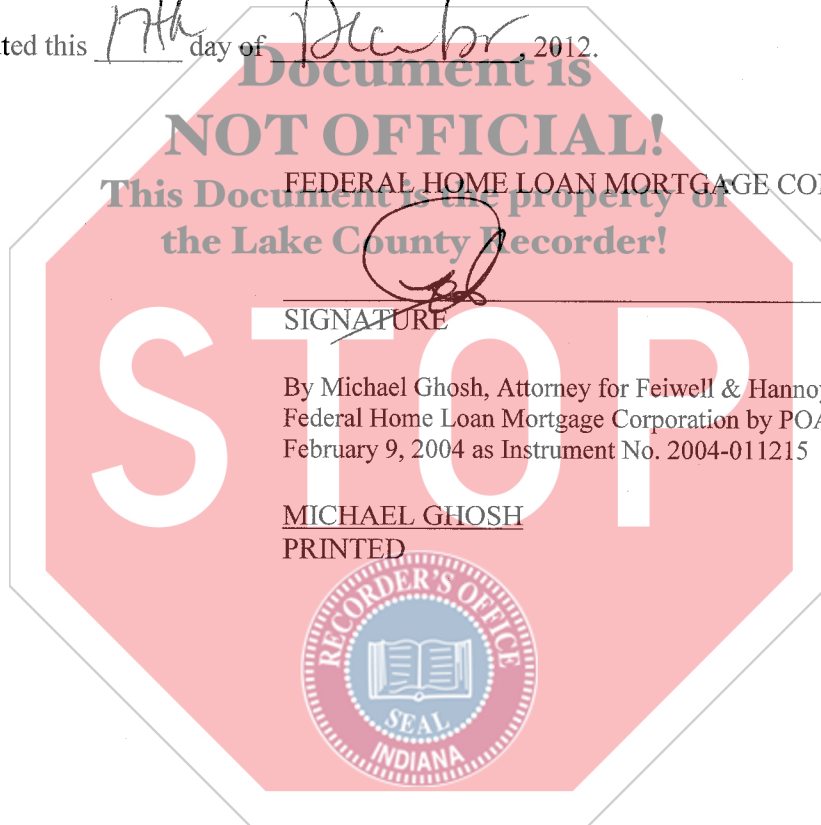 ted this 17th day of December, 2012.
Document is
NOT OFFICIAL!
FEDERAL HOME LOAN MORTGAGE CO
This Document is the property of
the Lake County Recorder!
SIGNATURE
STOP
By Michael Ghosh, Attorney for Feiwell & Hannoy
Federal Home Loan Mortgage Corporation by POA
February 9, 2004 as Instrument No. 2004-011215
MICHAEL GHOSH
PRINTED
RECORDER'S OFFICE
SEAL
INDIANA